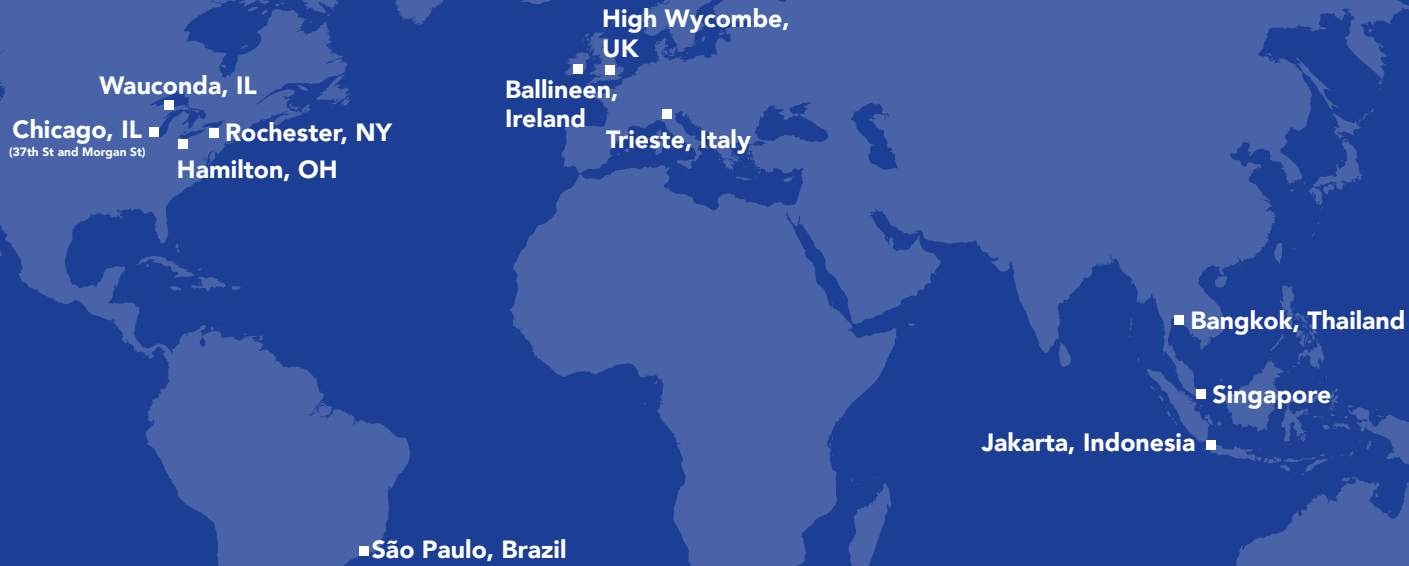 High Wycombe,
UK
Wauconda, IL
Ballineen,
Ireland
Chicago, IL
(37th St and Morgan St)
Rochester, NY
Trieste, Italy
Hamilton, OH
Bangkok, Thailand
Singapore
Jakarta, Indonesia
São Paulo, Brazil